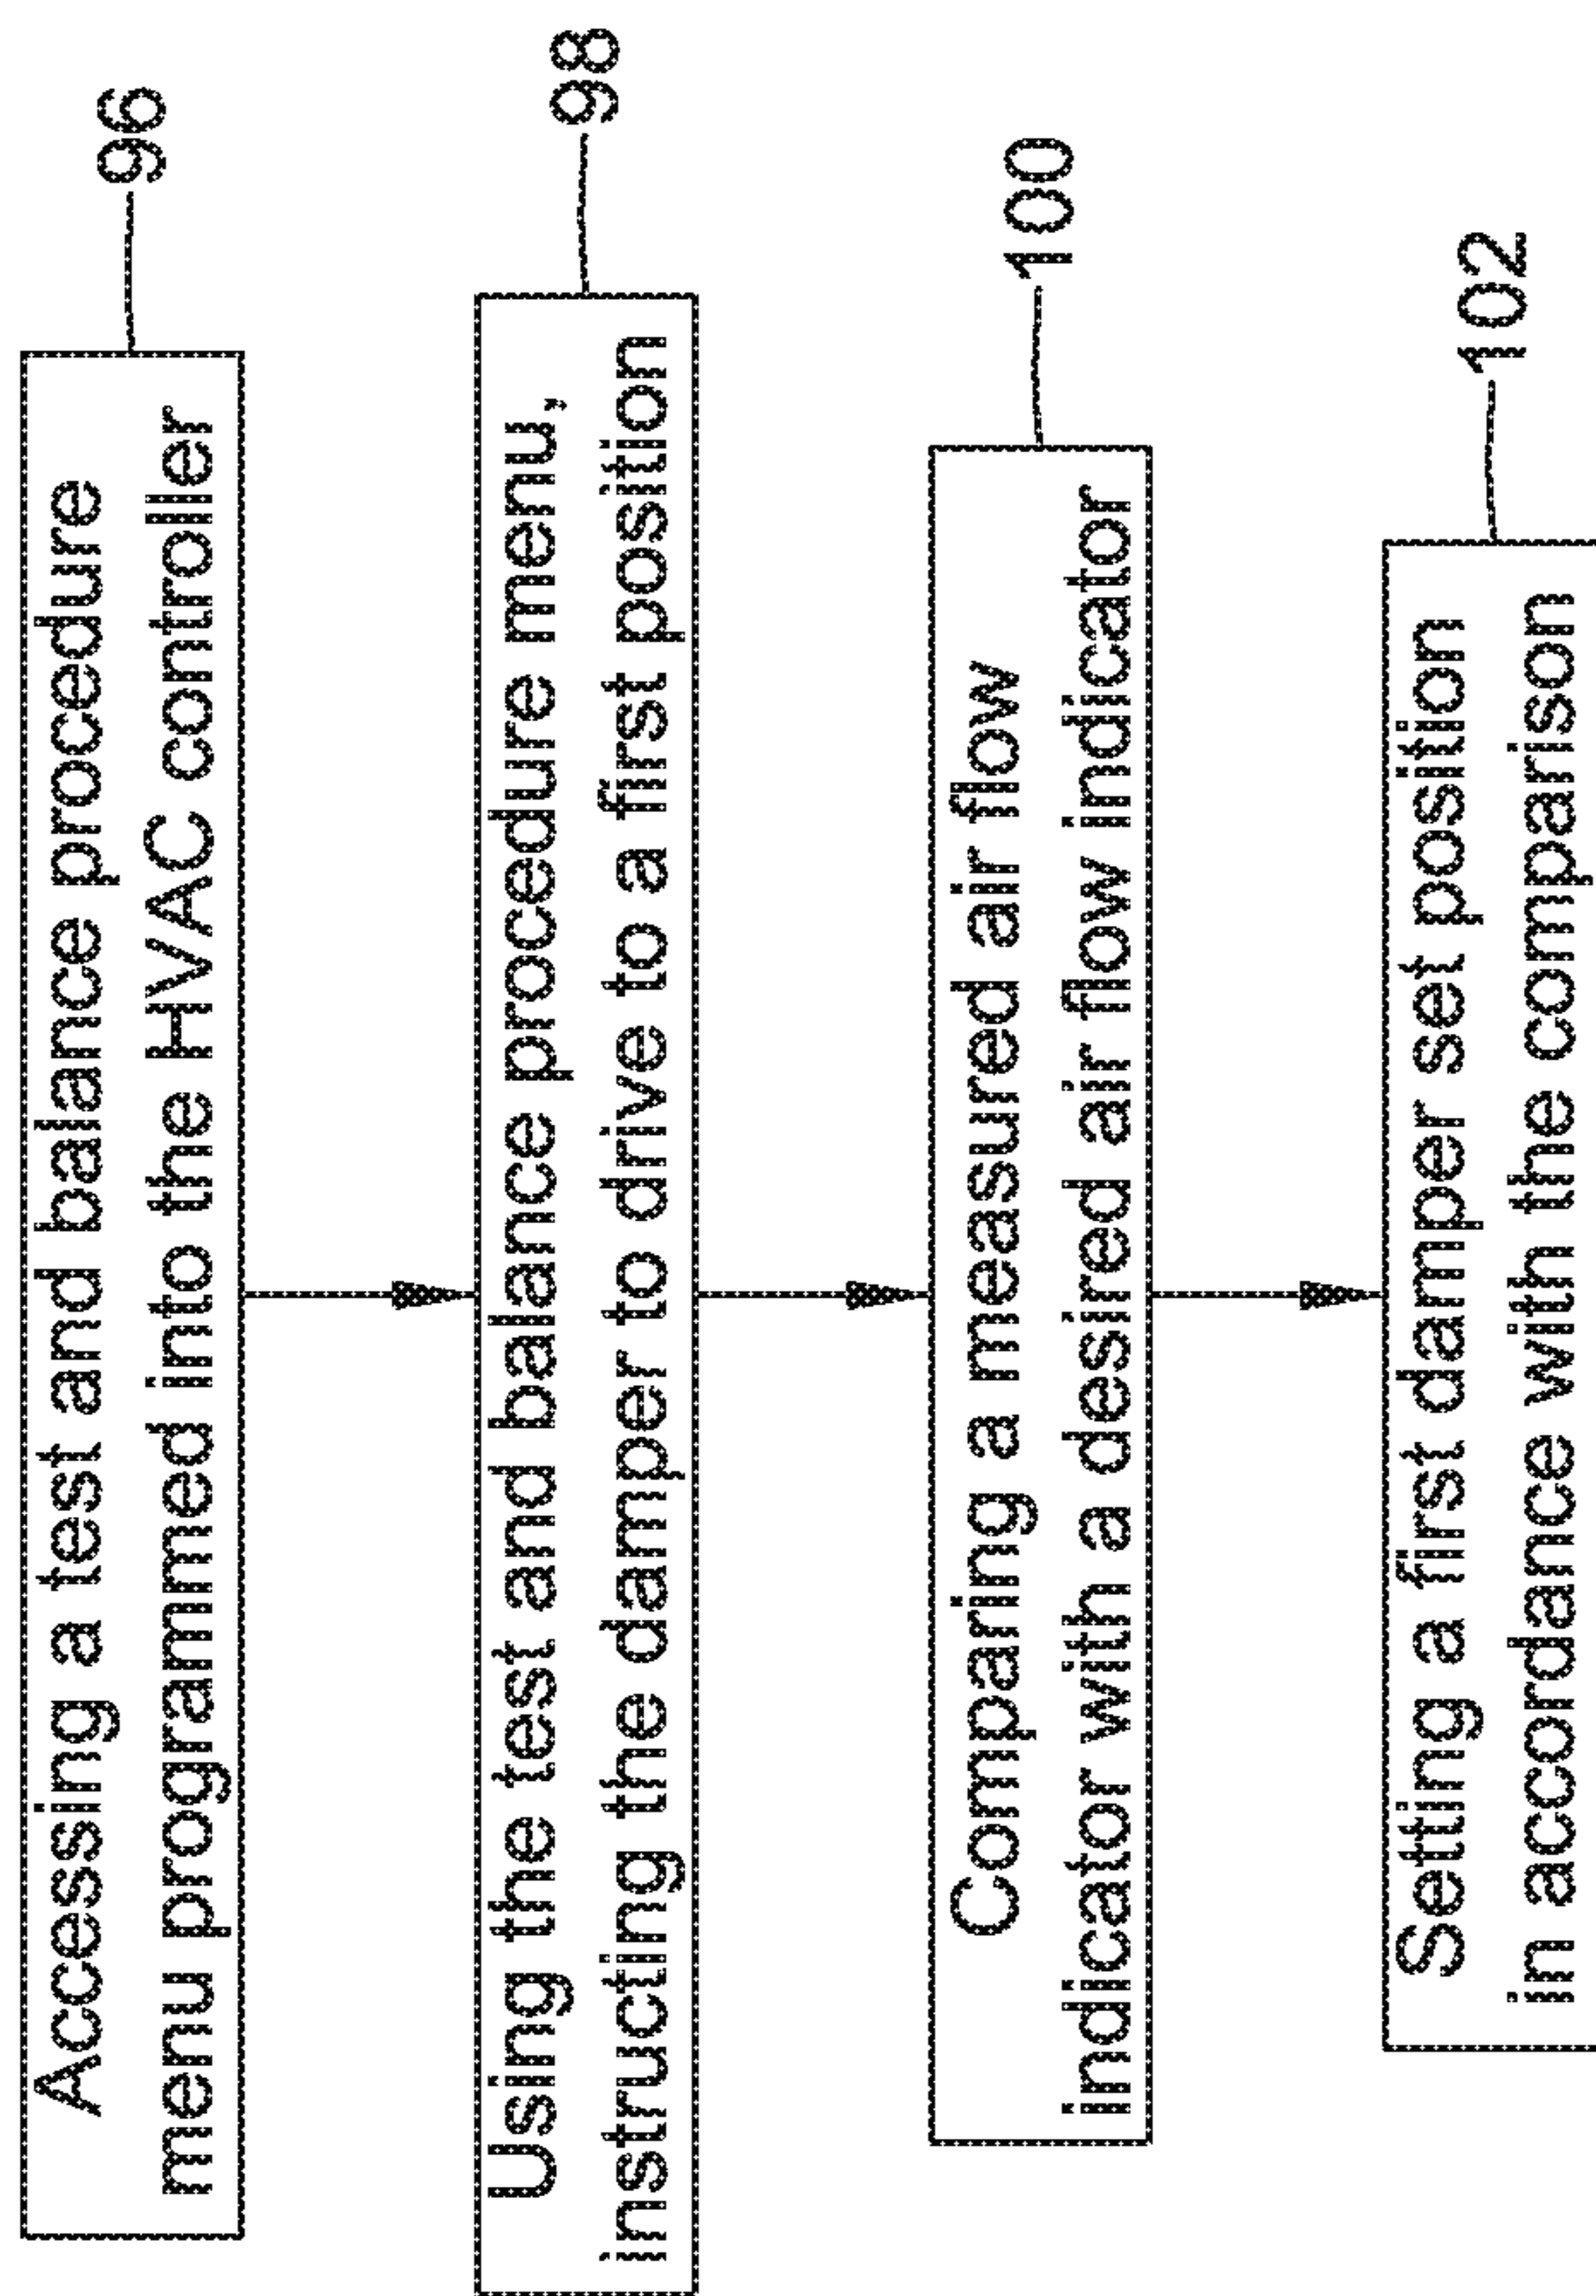 Accessing a test and balance procedure
menu programmed into the HVAC controller
96
Using the test and balance procedure menu,
instructing the damper to drive to a first position
98
Comparing a measured air flow
indicator with a desired air flow indicator
100
Setting a first damper set position
in accordance with the comparison
102